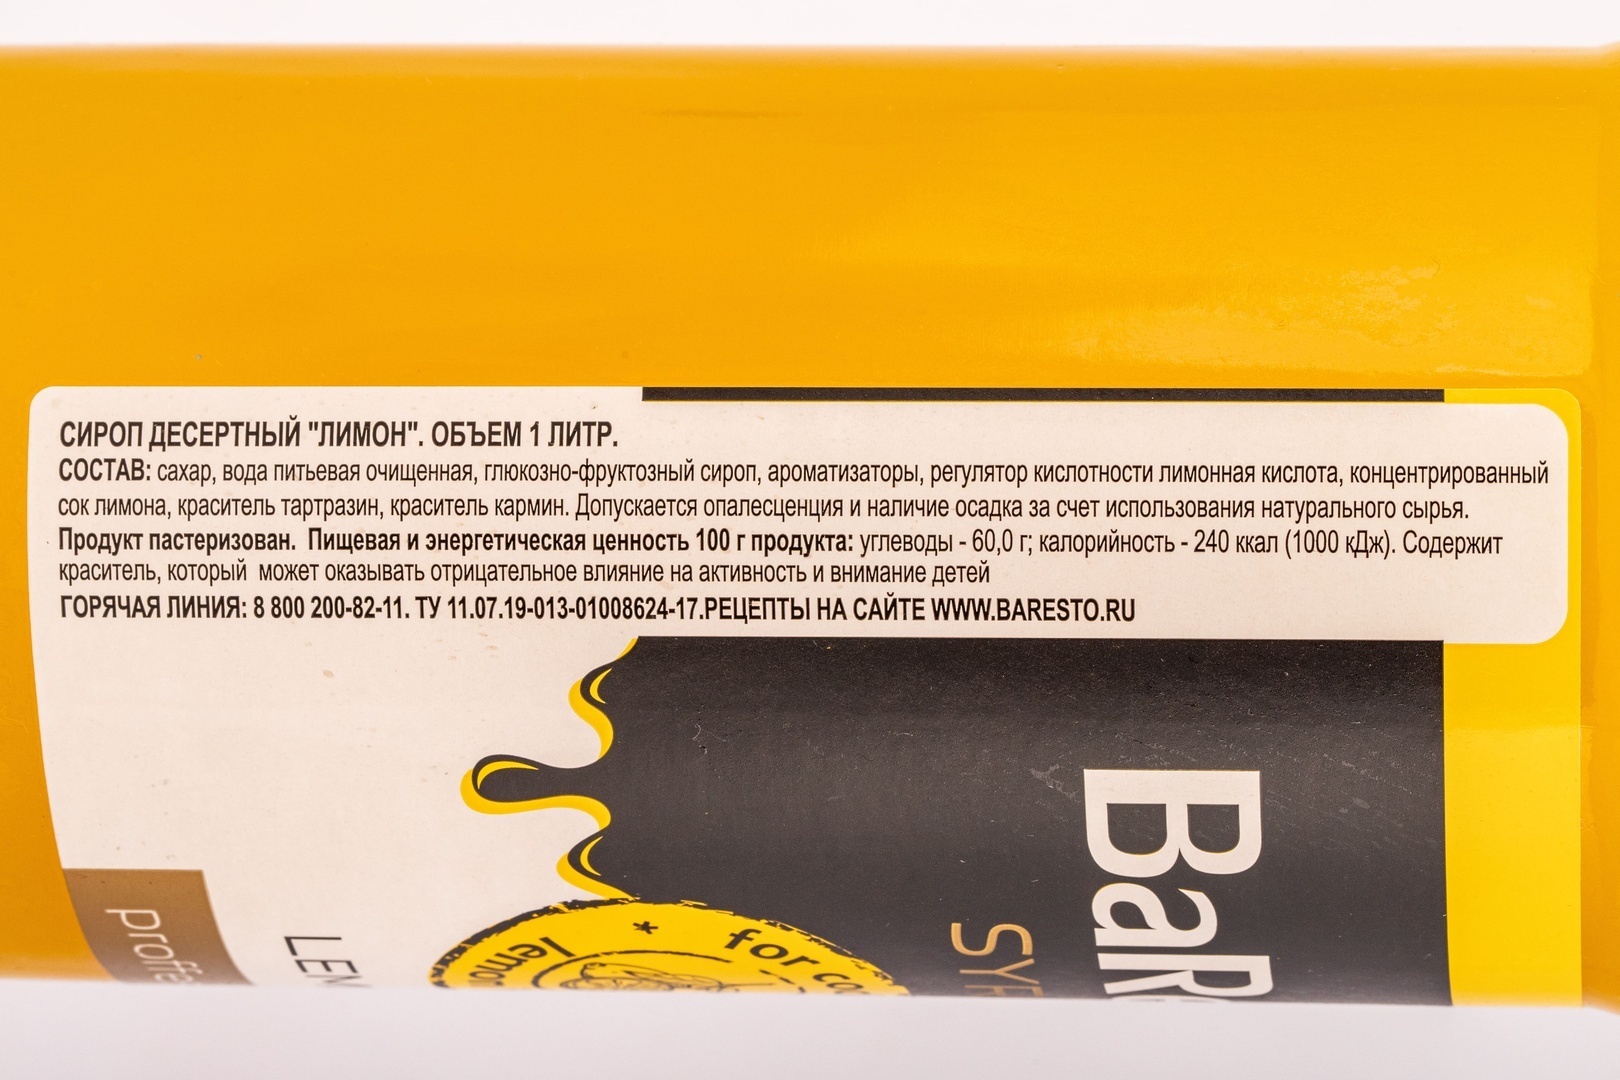 СИРОП ДЕСЕРТНЫЙ "ЛИМОН". ОБЪЕМ 1 ЛИТР.
СОСТАВ: сахар, вода питьевая очищенная, глюкозно-фруктозный сироп, ароматизаторы, регулятор кислотности лимонная кислота, концентрированный
сок лимона, краситель тартразин, краситель кармин. Допускается опалесценция и наличие осадка за счет использования натурального сырья.
Продукт пастеризован. Пищевая и энергетическая ценность 100 г продукта: углеводы - 60,0 г; калорийность - 240 ккал (1000 кДж). Содержит
краситель, который может оказывать отрицательное влияние на активность и внимание детей
ГОРЯЧАЯ ЛИНИЯ: 8 800 200-82-11. ТУ 11.07.19-013-01008624-17.РЕЦЕПТЫ НА САЙТЕ WWW.BARESTO.RU
for